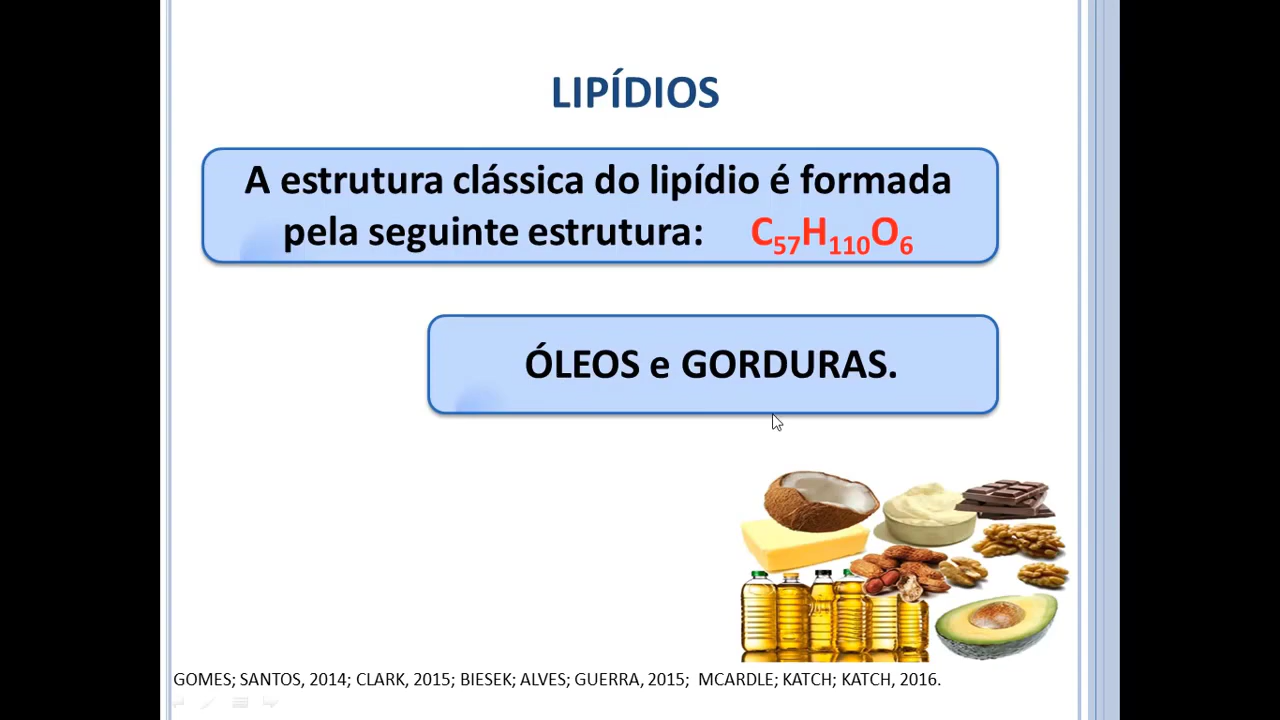 LIPÍDIOS
A estrutura clássica do lipídio é formada
pela seguinte estrutura: C₅₇H₁₁₀O₆
ÓLEOS e GORDURAS.
GOMES; SANTOS, 2014; CLARK, 2015; BIESEK; ALVES; GUERRA, 2015; MCARDLE; KATCH; KATCH, 2016.